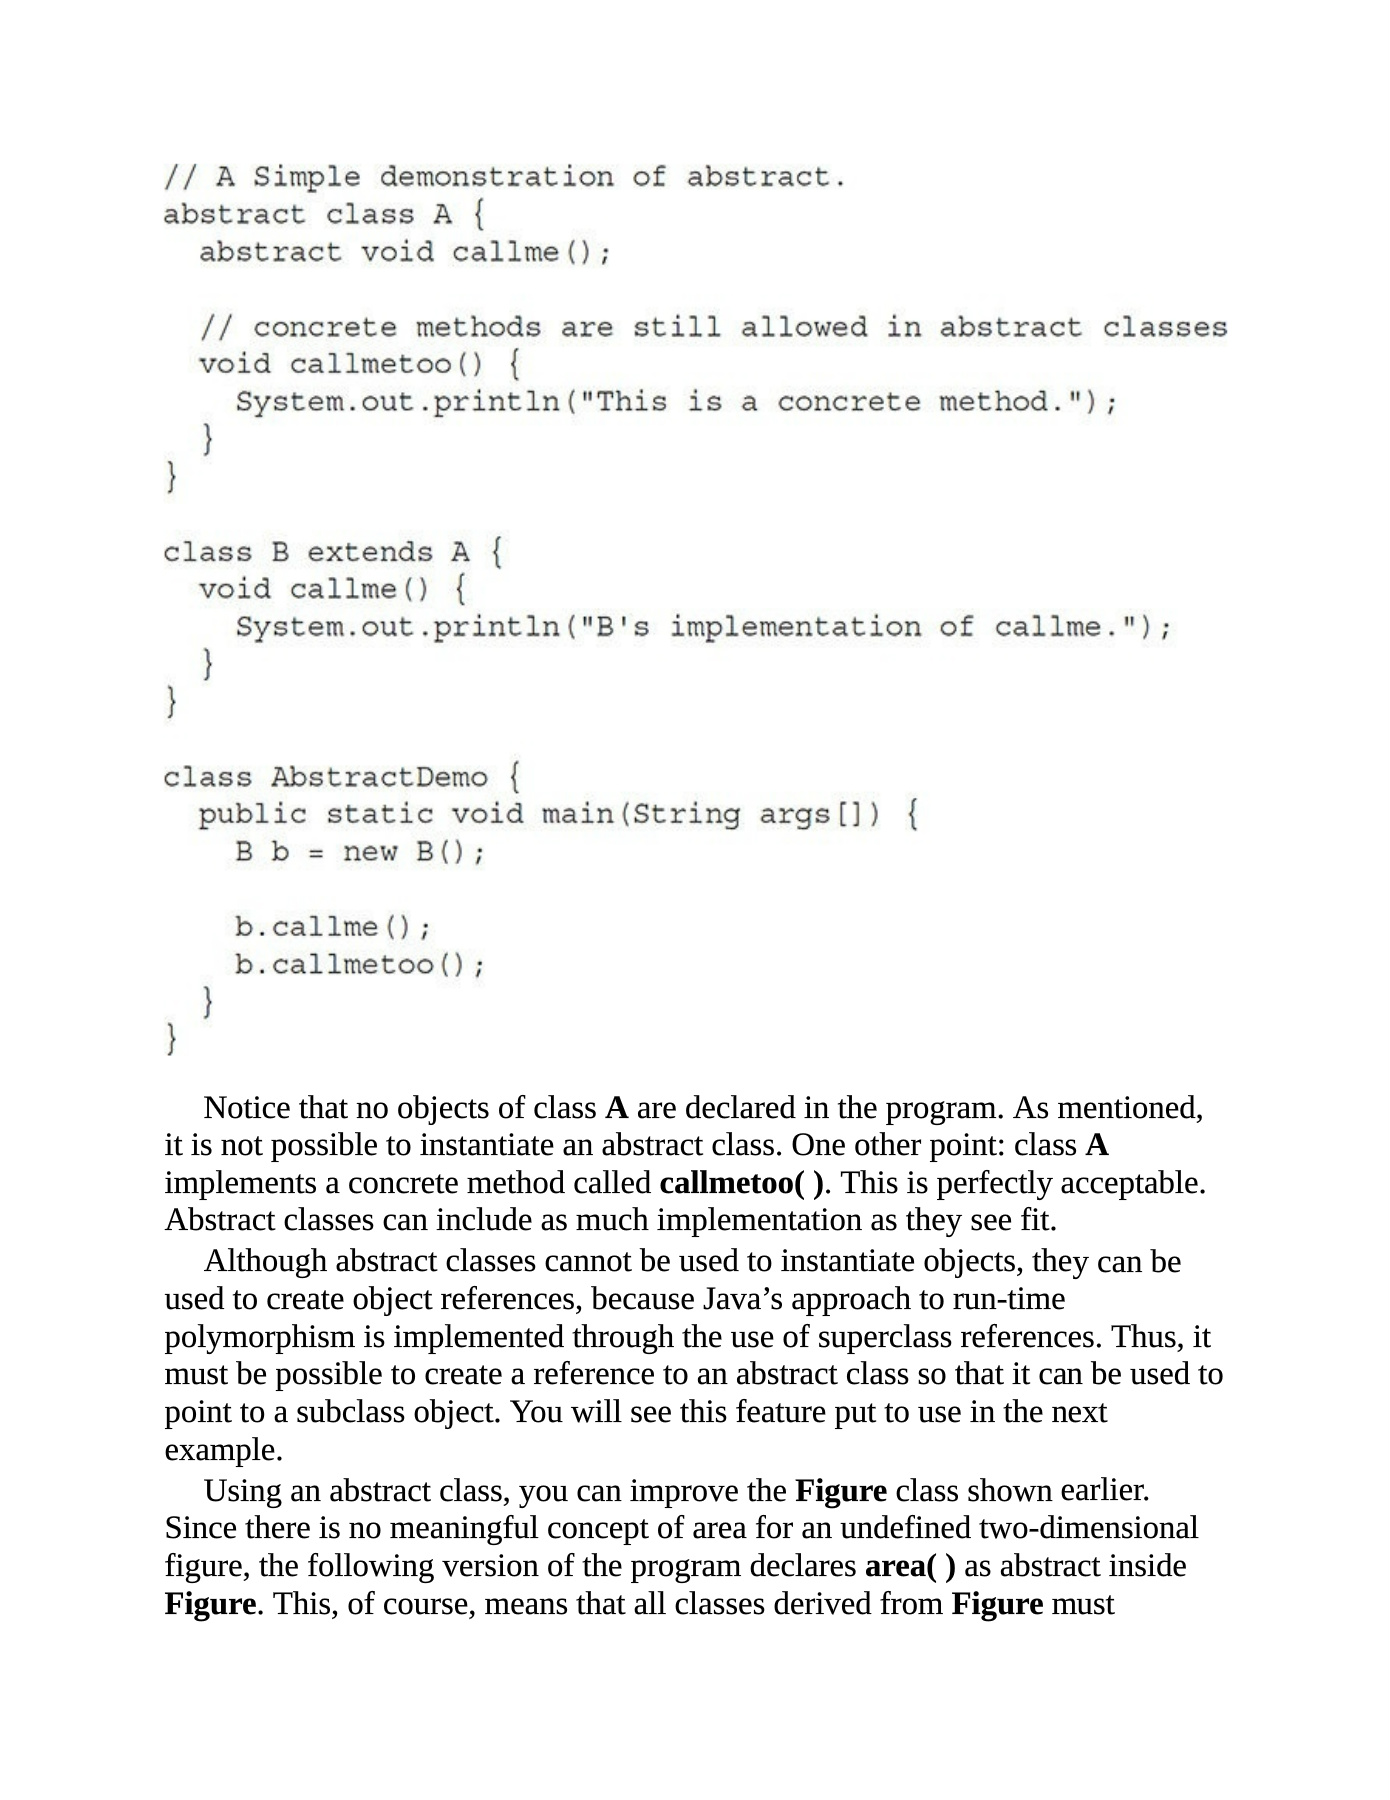 // A Simple demonstration of abstract.
abstract class A {
  abstract void callme();

  // concrete methods are still allowed in abstract classes
  void callmetoo() {
    System.out.println("This is a concrete method.");
  }
}

class B extends A {
  void callme() {
    System.out.println("B's implementation of callme.");
  }
}

class AbstractDemo {
  public static void main(String args[]) {
    B b = new B();

    b.callme();
    b.callmetoo();
  }
}
Notice that no objects of class A are declared in the program. As mentioned,
it is not possible to instantiate an abstract class. One other point: class A
implements a concrete method called callmetoo( ). This is perfectly acceptable.
Abstract classes can include as much implementation as they see fit.
Although abstract classes cannot be used to instantiate objects, they can be
used to create object references, because Java’s approach to run-time
polymorphism is implemented through the use of superclass references. Thus, it
must be possible to create a reference to an abstract class so that it can be used to
point to a subclass object. You will see this feature put to use in the next
example.
Using an abstract class, you can improve the Figure class shown earlier.
Since there is no meaningful concept of area for an undefined two-dimensional
figure, the following version of the program declares area( ) as abstract inside
Figure. This, of course, means that all classes derived from Figure must